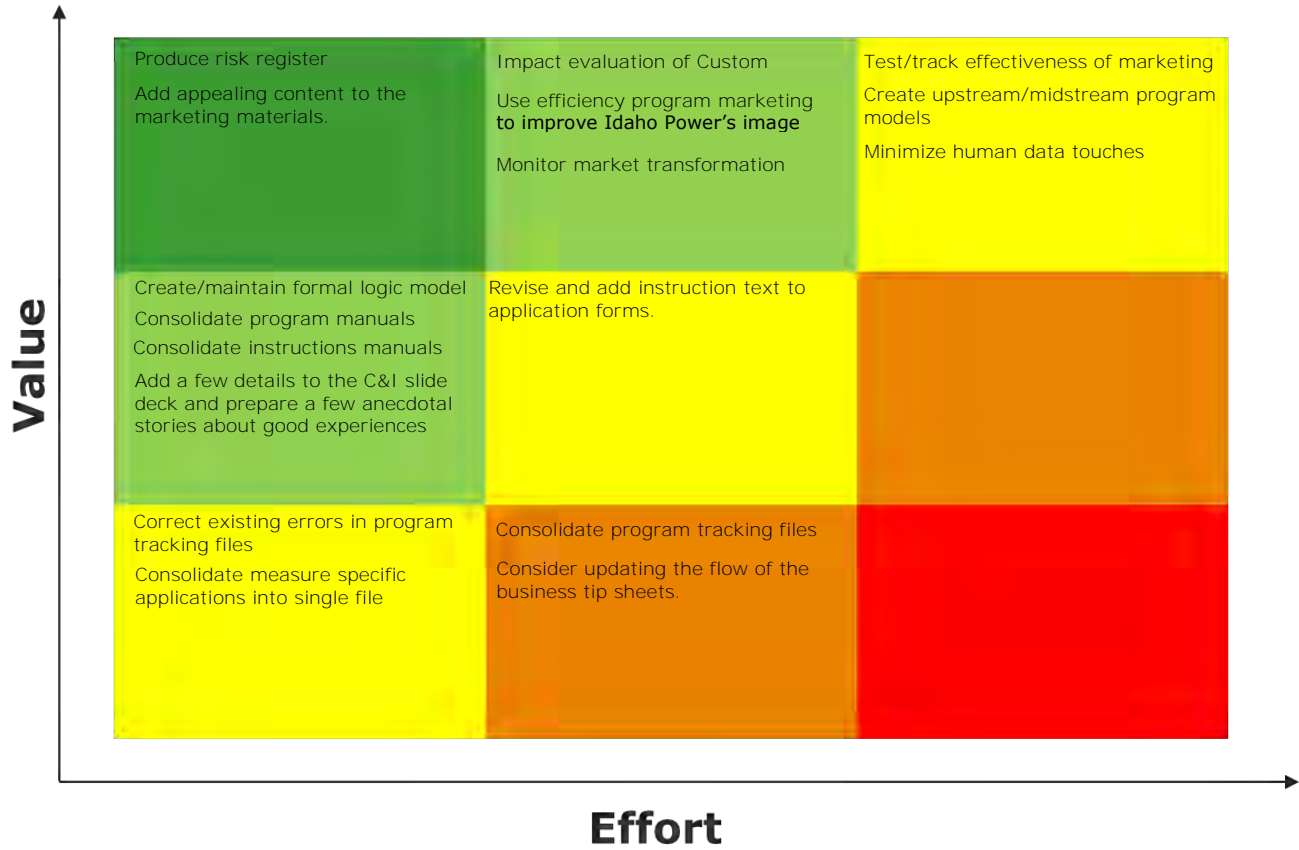 Produce risk register
Add appealing content to the
marketing materials.
Impact evaluation of Custom
Use efficiency program marketing
to improve Idaho Power’s image
Monitor market transformation
Test/track effectiveness of marketing
Create upstream/midstream program
models
Minimize human data touches
Create/maintain formal logic model
Consolidate program manuals
Consolidate instructions manuals
Add a few details to the C&I slide
deck and prepare a few anecdotal
stories about good experiences
Revise and add instruction text to
application forms.
Correct existing errors in program
tracking files
Consolidate measure specific
applications into single file
Consolidate program tracking files
Consider updating the flow of the
business tip sheets.
Value
Effort